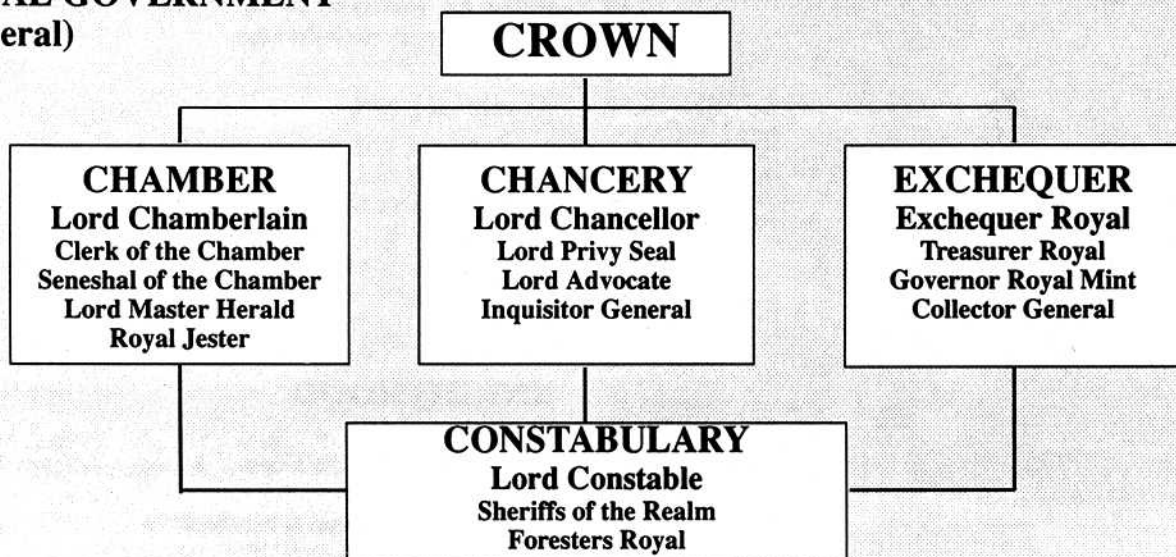 AL GOVERNMENT
eral)
CROWN
CHAMBER
Lord Chamberlain
Clerk of the Chamber
Seneshal of the Chamber
Lord Master Herald
Royal Jester
CHANCERY
Lord Chancellor
Lord Privy Seal
Lord Advocate
Inquisitor General
EXCHEQUER
Exchequer Royal
Treasurer Royal
Governor Royal Mint
Collector General
CONSTABULARY
Lord Constable
Sheriffs of the Realm
Foresters Royal